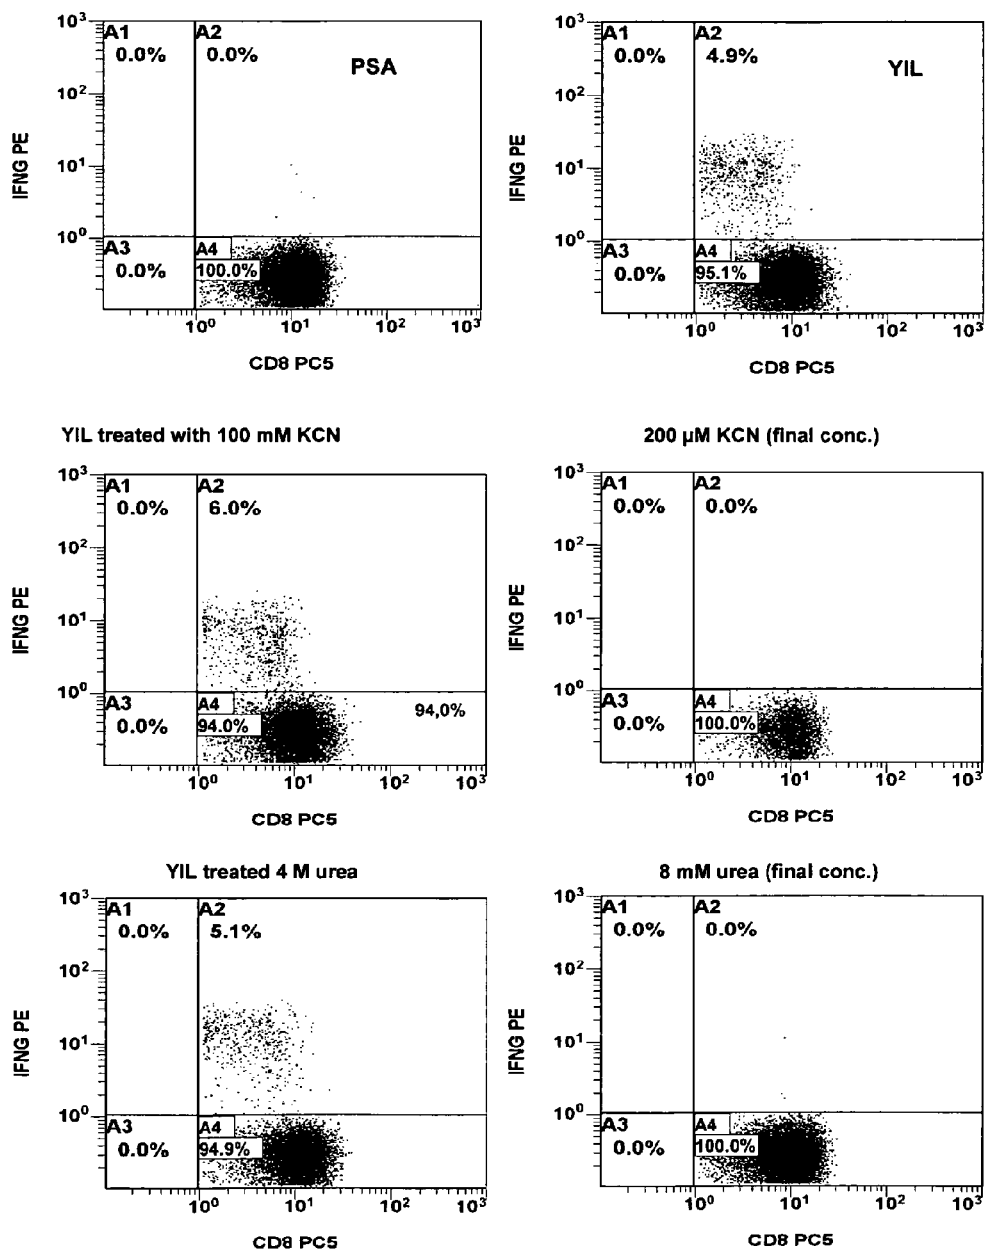 10³
A1
0.0%
A2
0.0%
PSA
10²
IFNG PE
10¹
10⁰
A3
0.0%
A4
100.0%
10⁰ 10¹ 10² 10³
CD8 PC5
10³
A1
0.0%
A2
4.9%
YIL
10²
IFNG PE
10¹
10⁰
A3
0.0%
A4
95.1%
10⁰ 10¹ 10² 10³
CD8 PC5
YIL treated with 100 mM KCN
10³
A1
0.0%
A2
6.0%
10²
IFNG PE
10¹
10⁰
A3
0.0%
A4
94.0%
94,0%
10⁰ 10¹ 10² 10³
CD8 PC5
200 µM KCN (final conc.)
10³
A1
0.0%
A2
0.0%
10²
IFNG PE
10¹
10⁰
A3
0.0%
A4
100.0%
10⁰ 10¹ 10² 10³
CD8 PC5
YIL treated 4 M urea
10³
A1
0.0%
A2
5.1%
10²
IFNG PE
10¹
10⁰
A3
0.0%
A4
94.9%
10⁰ 10¹ 10² 10³
CD8 PC5
8 mM urea (final conc.)
10³
A1
0.0%
A2
0.0%
10²
IFNG PE
10¹
10⁰
A3
0.0%
A4
100.0%
10⁰ 10¹ 10² 10³
CD8 PC5